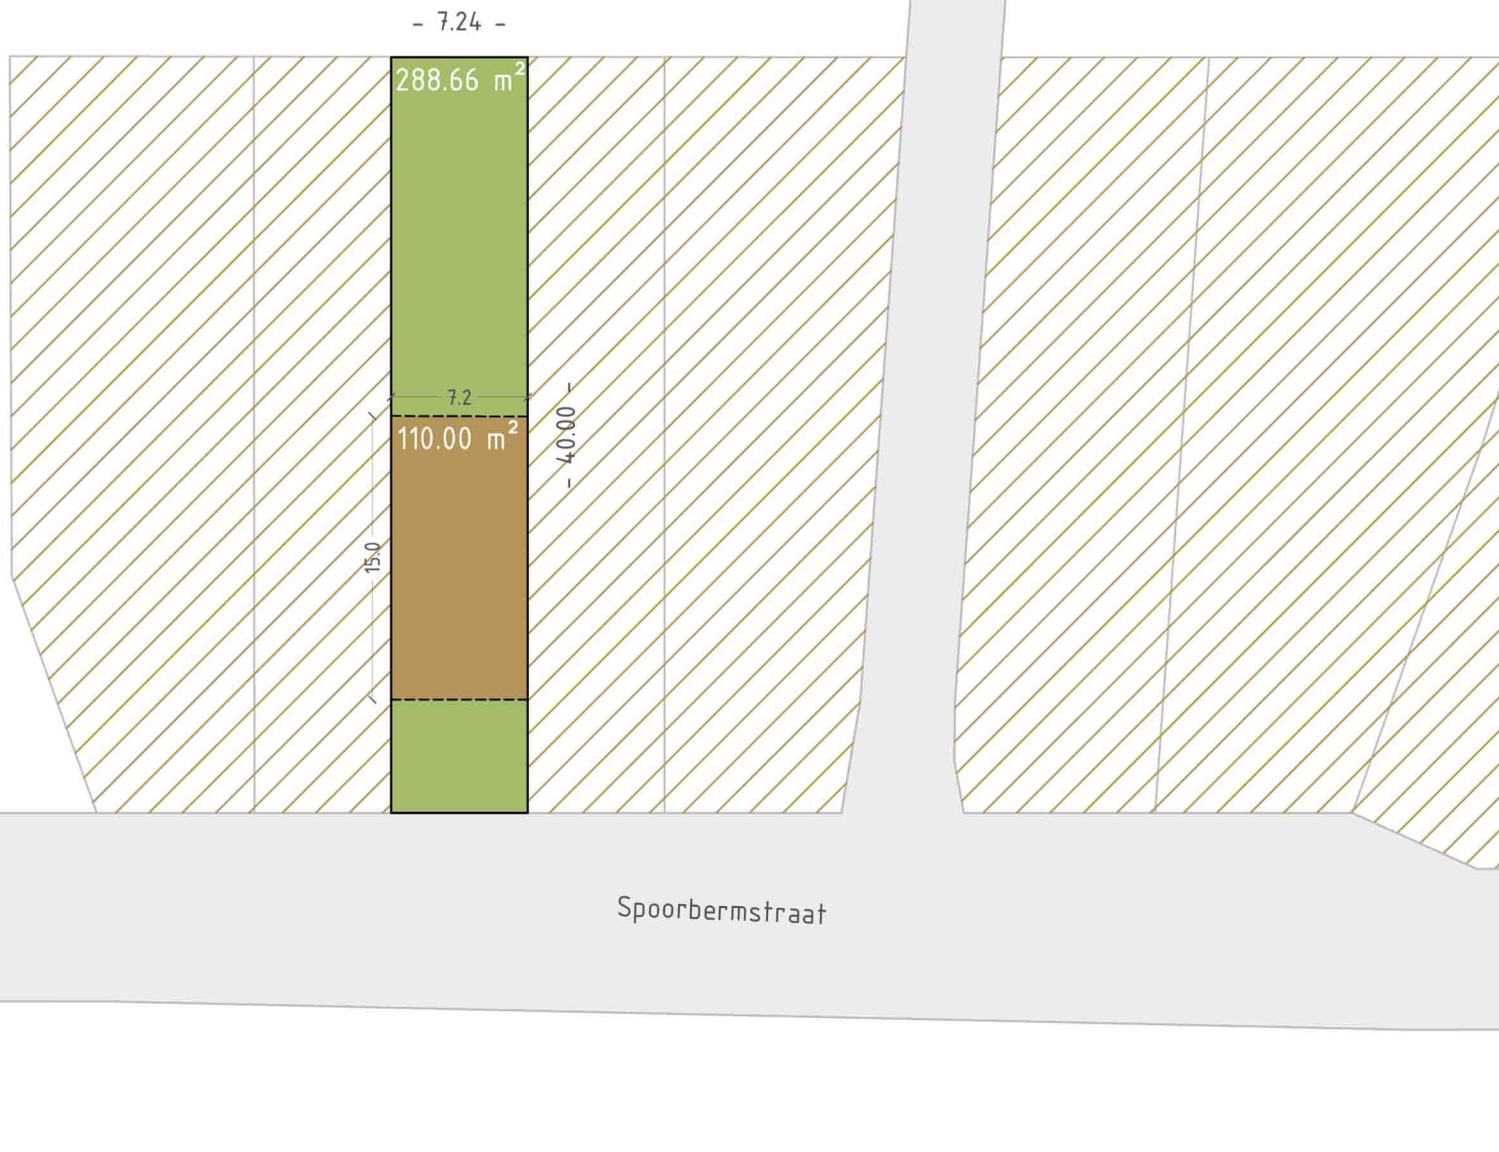 - 7.24 -
288.66 m²
7.2
110.00 m²
- 40.00 -
15.0
Spoorbermstraat